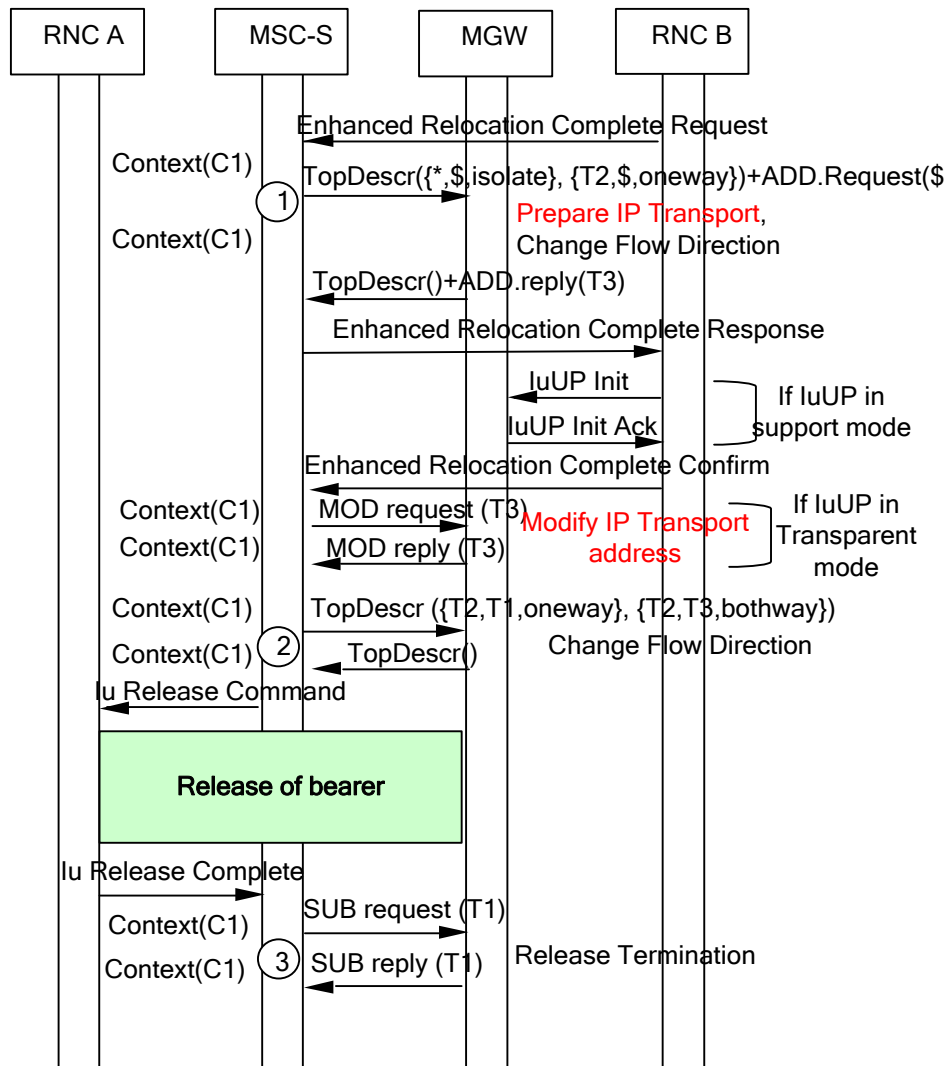 RNC A
MSC-S
MGW
RNC B
Enhanced Relocation Complete Request
Context(C1)
TopDescr({*,$,isolate}, {T2,$,oneway})+ADD.Request($
1
Prepare IP Transport,
Context(C1)
Change Flow Direction
TopDescr()+ADD.reply(T3)
Enhanced Relocation Complete Response
IuUP Init
If IuUP in
support mode
IuUP Init Ack
Enhanced Relocation Complete Confirm
Context(C1)
MOD request (T3)
Modify IP Transport
address
If IuUP in
Transparent
mode
Context(C1)
MOD reply (T3)
Context(C1)
TopDescr ({T2,T1,oneway}, {T2,T3,bothway})
2
Change Flow Direction
Context(C1)
TopDescr()
Iu Release Command
Release of bearer
Iu Release Complete
Context(C1)
SUB request (T1)
3
Release Termination
Context(C1)
SUB reply (T1)